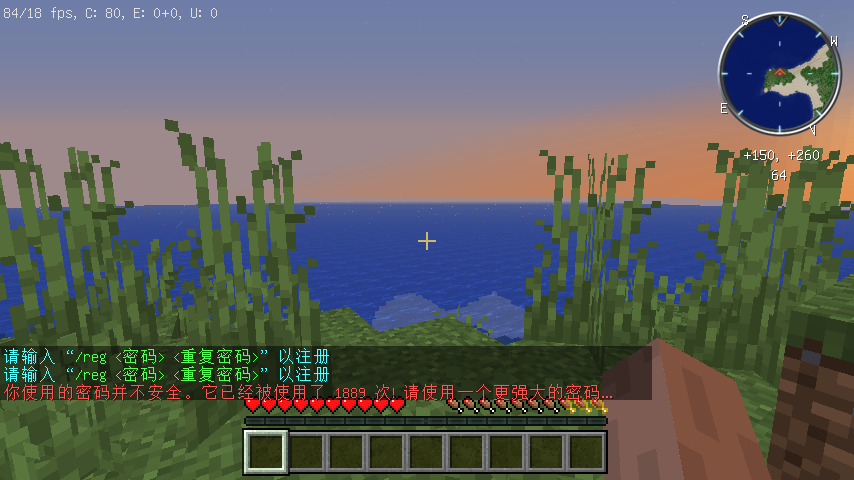 84/18 fps, C: 80, E: 0+0, U: 0
S
W
E
N
+150, +260
64
请输入 “/reg <密码> <重复密码>” 以注册
请输入 “/reg <密码> <重复密码>” 以注册
你使用的密码并不安全。它已经被使用了 1889 次! 请使用一个更强大的密码...